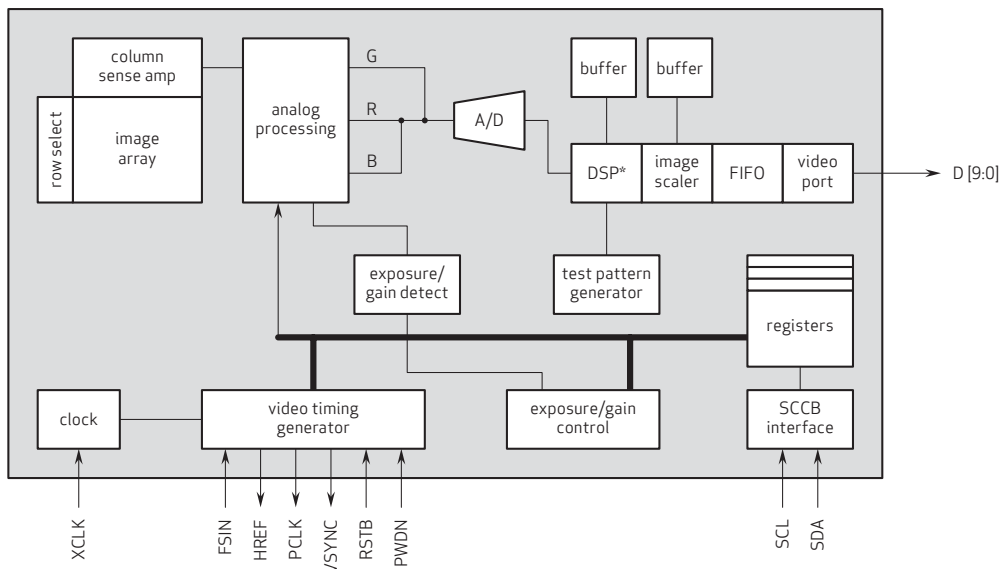 column
sense amp
row select
image
array
analog
processing
G
R
B
A/D
buffer
buffer
DSP*
image
scaler
FIFO
video
port
D [9:0]
exposure/
gain detect
test pattern
generator
registers
clock
video timing
generator
exposure/gain
control
SCCB
interface
XCLK
FSIN
HREF
PCLK
VSYNC
RSTB
PWDN
SCL
SDA